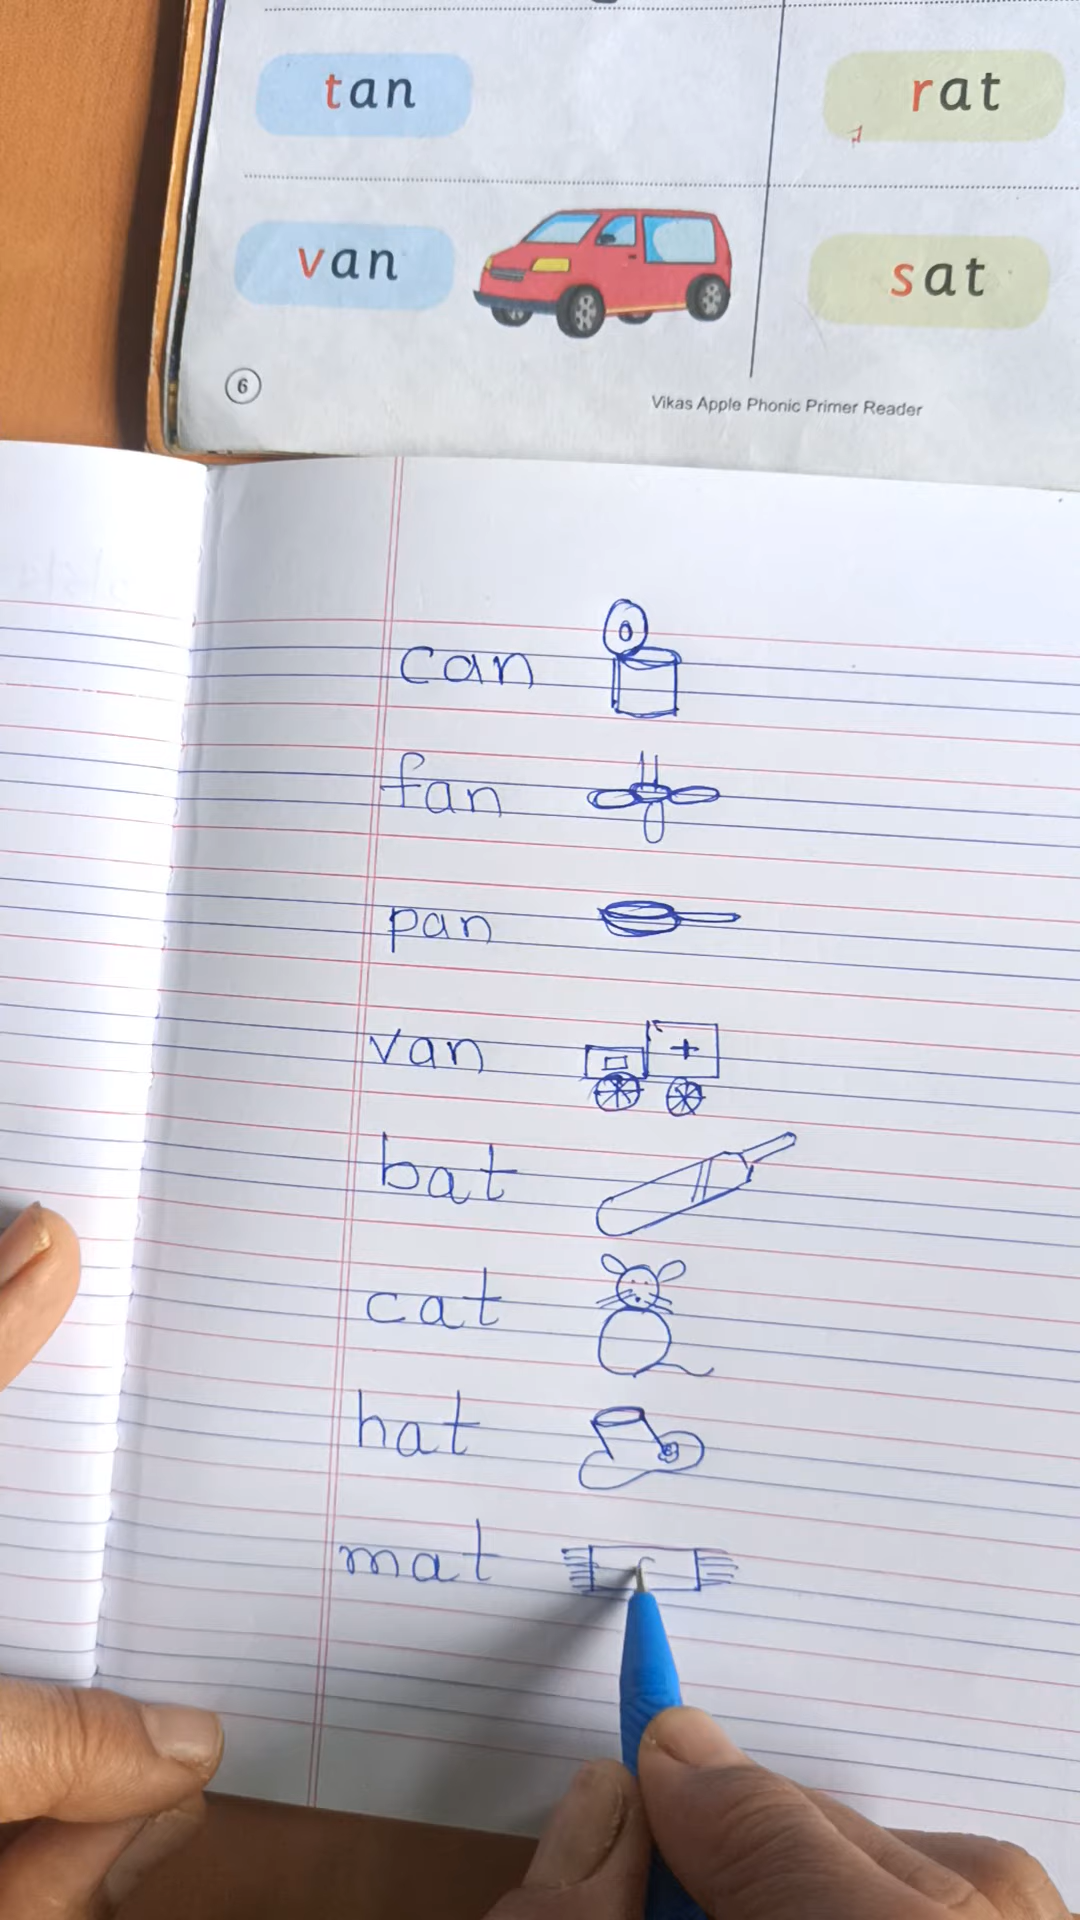 tan rat
van sat
6 Vikas Apple Phonic Primer Reader
can
fan
pan
van
bat
cat
hat
mat